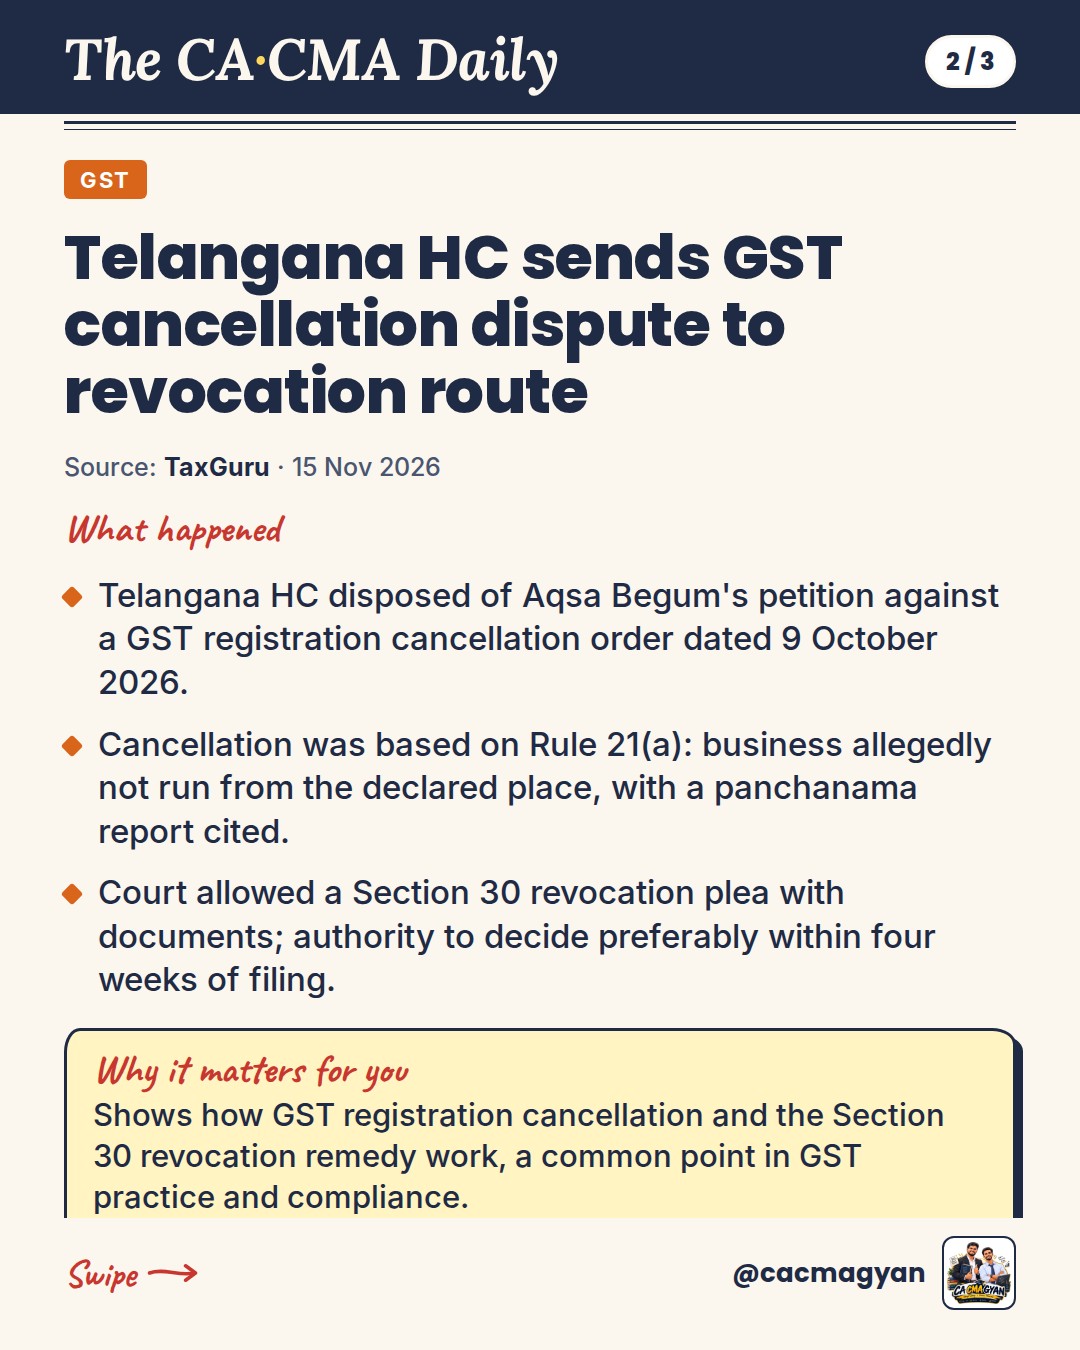 The CA·CMA Daily
2/3
GST
Telangana HC sends GST
cancellation dispute to
revocation route
Source: TaxGuru · 15 Nov 2026
What happened
Telangana HC disposed of Aqsa Begum's petition against
a GST registration cancellation order dated 9 October
2026.
Cancellation was based on Rule 21(a): business allegedly
not run from the declared place, with a panchanama
report cited.
Court allowed a Section 30 revocation plea with
documents; authority to decide preferably within four
weeks of filing.
Why it matters for you
Shows how GST registration cancellation and the Section
30 revocation remedy work, a common point in GST
practice and compliance.
Swipe
@cacmagyan
CA CMA GYAN